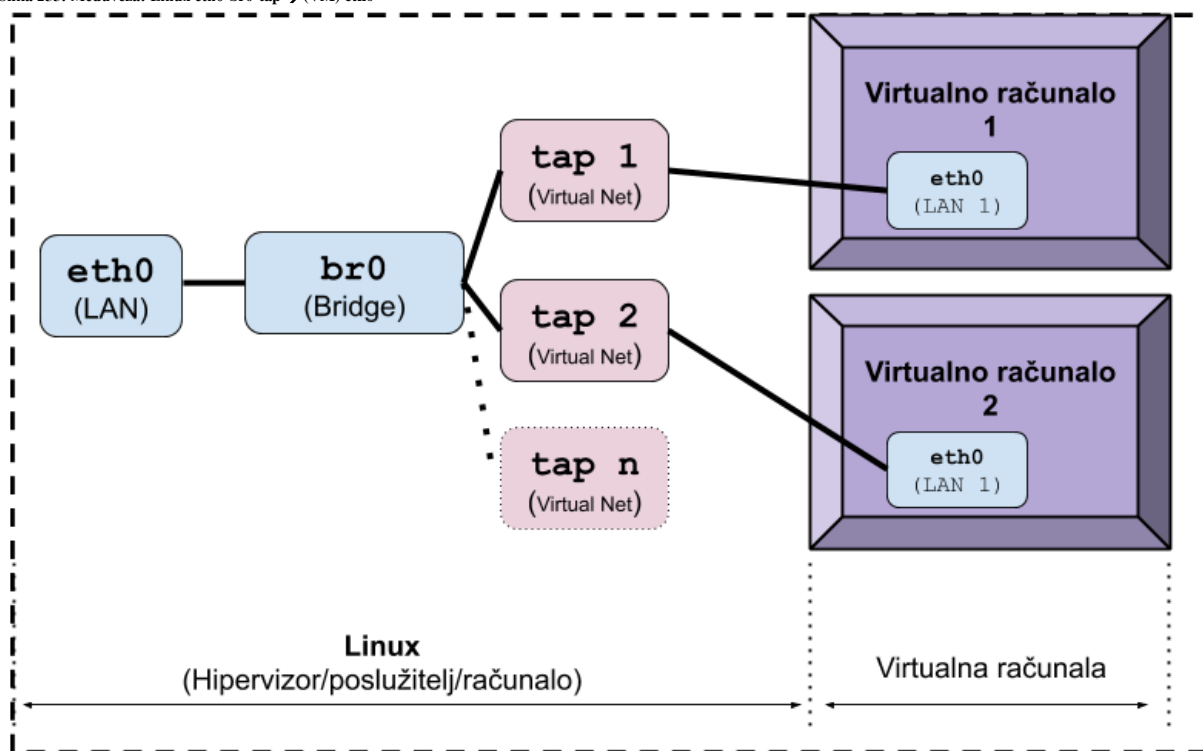 Virtualno računalo
1
eth0
(LAN 1)
tap 1
(Virtual Net)
eth0
(LAN)
br0
(Bridge)
tap 2
(Virtual Net)
Virtualno računalo
2
eth0
(LAN 1)
tap n
(Virtual Net)
Linux
(Hipervizor/poslužitelj/računalo)
Virtualna računala